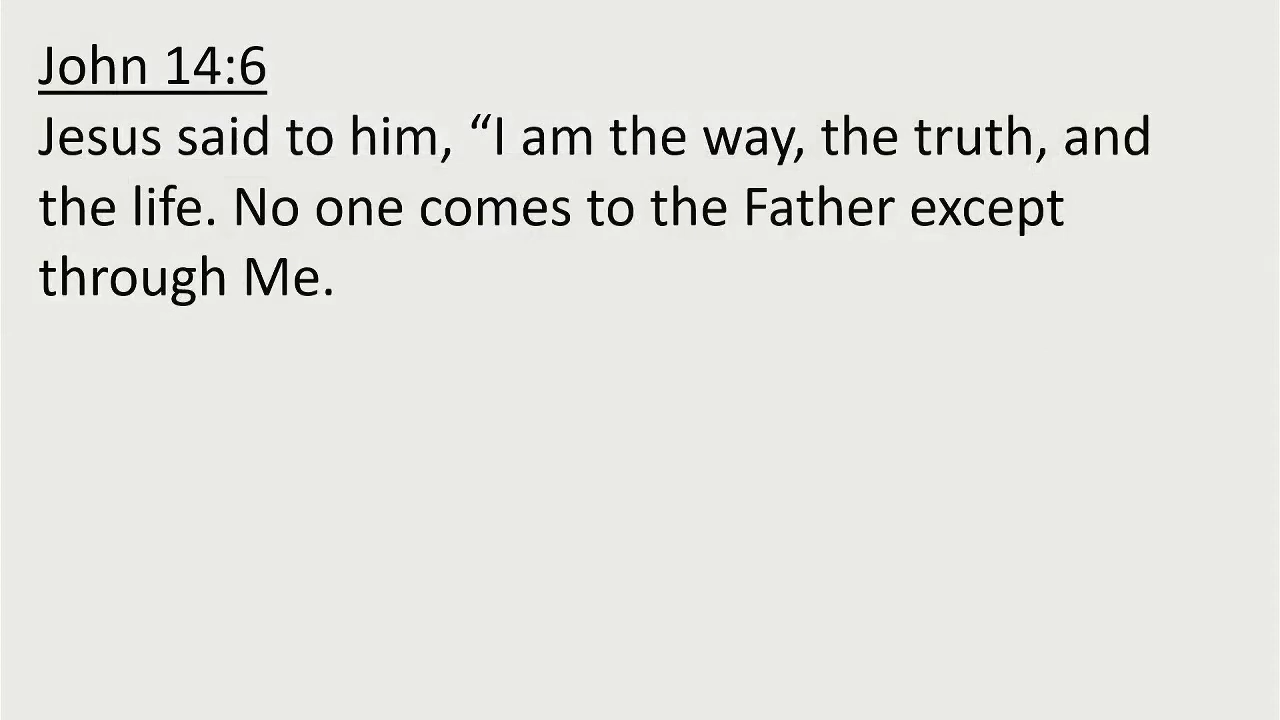 John 14:6
Jesus said to him, “I am the way, the truth, and
the life. No one comes to the Father except
through Me.